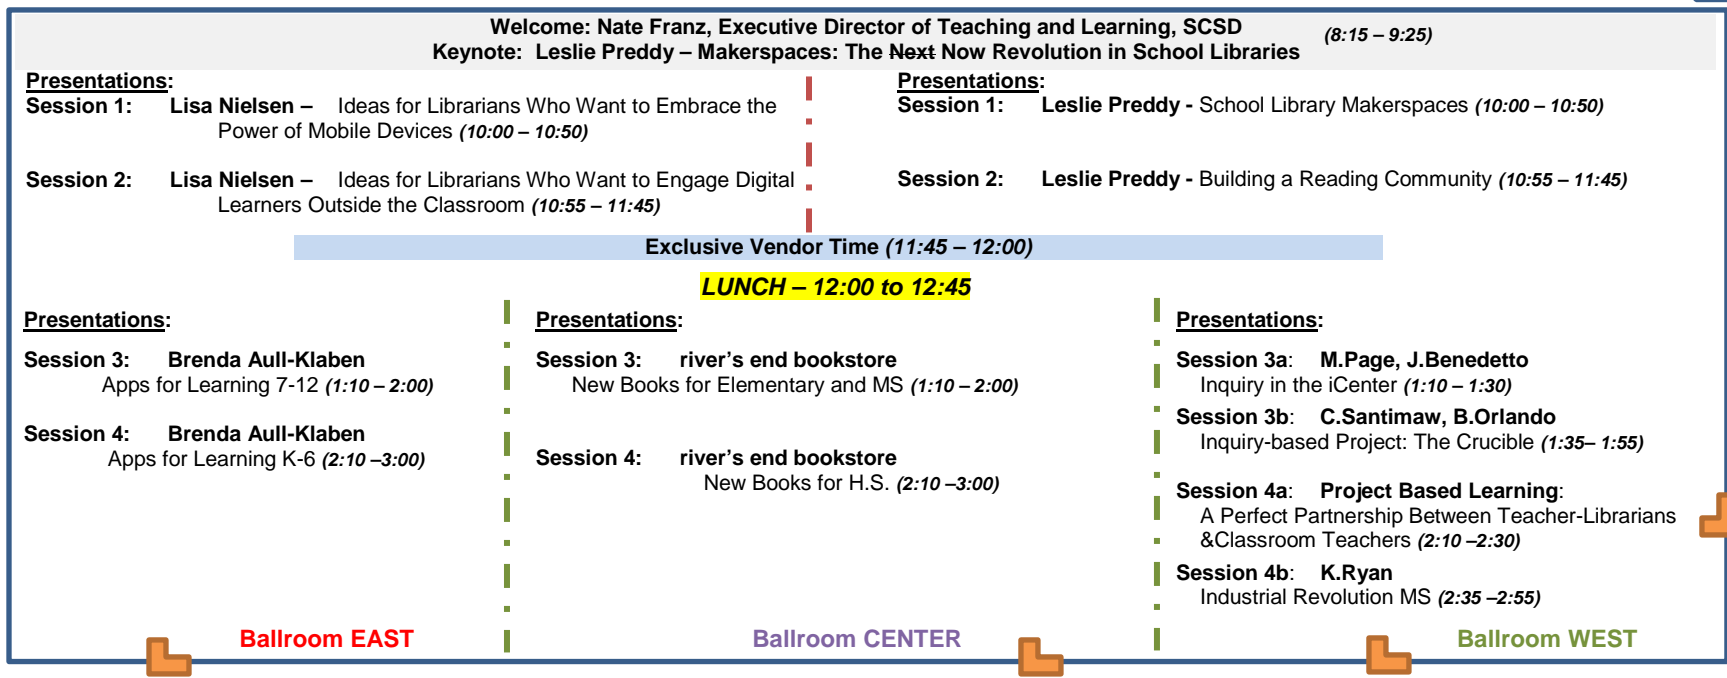 Welcome: Nate Franz, Executive Director of Teaching and Learning, SCSD (8:15 – 9:25)
Keynote: Leslie Preddy – Makerspaces: The Next Now Revolution in School Libraries
Presentations:
Session 1: Lisa Nielsen – Ideas for Librarians Who Want to Embrace the
Power of Mobile Devices (10:00 – 10:50)
Session 2: Lisa Nielsen – Ideas for Librarians Who Want to Engage Digital
Learners Outside the Classroom (10:55 – 11:45)
Presentations:
Session 1: Leslie Preddy - School Library Makerspaces (10:00 – 10:50)
Session 2: Leslie Preddy - Building a Reading Community (10:55 – 11:45)
Exclusive Vendor Time (11:45 – 12:00)
LUNCH – 12:00 to 12:45
Presentations:
Session 3: Brenda Aull-Klaben
Apps for Learning 7-12 (1:10 – 2:00)
Session 4: Brenda Aull-Klaben
Apps for Learning K-6 (2:10 –3:00)
Ballroom EAST
Presentations:
Session 3: river's end bookstore
New Books for Elementary and MS (1:10 – 2:00)
Session 4: river's end bookstore
New Books for H.S. (2:10 –3:00)
Ballroom CENTER
Presentations:
Session 3a: M.Page, J.Benedetto
Inquiry in the iCenter (1:10 – 1:30)
Session 3b: C.Santimaw, B.Orlando
Inquiry-based Project: The Crucible (1:35– 1:55)
Session 4a: Project Based Learning:
A Perfect Partnership Between Teacher-Librarians
&Classroom Teachers (2:10 –2:30)
Session 4b: K.Ryan
Industrial Revolution MS (2:35 –2:55)
Ballroom WEST